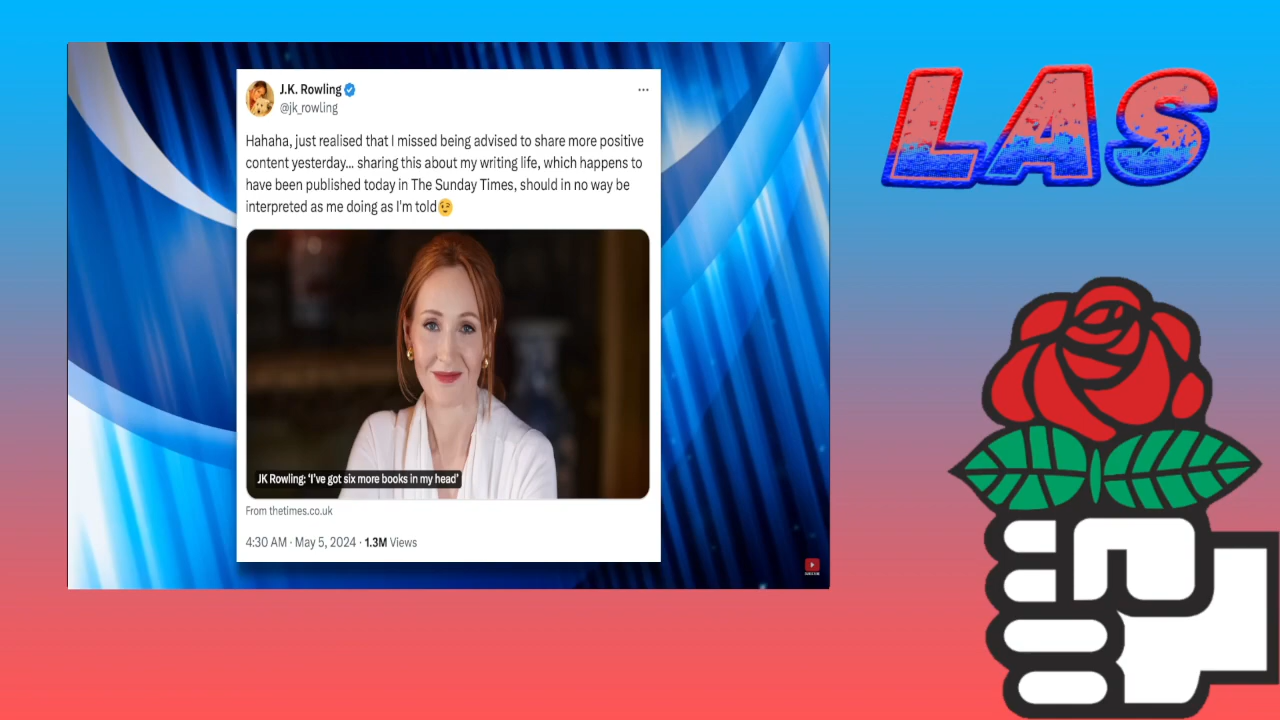 J.K. Rowling
@jk_rowling
Hahaha, just realised that I missed being advised to share more positive
content yesterday... sharing this about my writing life, which happens to
have been published today in The Sunday Times, should in no way be
interpreted as me doing as I'm told😉
JK Rowling: 'I've got six more books in my head'
From thetimes.co.uk
4:30 AM · May 5, 2024 · 1.3M Views
LAS
SUBSCRIBE